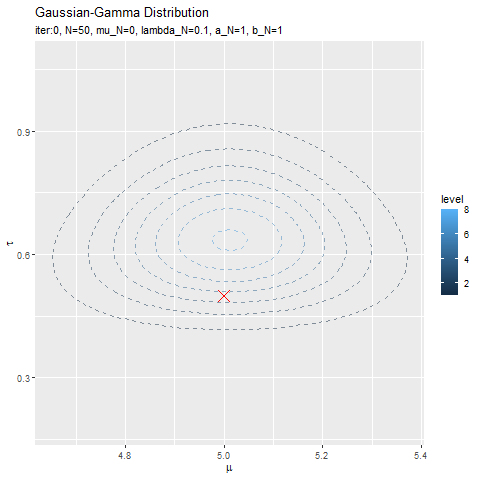 Gaussian-Gamma Distribution
iter:0, N=50, mu_N=0, lambda_N=0.1, a_N=1, b_N=1
0.9
0.6
0.3
τ
4.8
5.0
5.2
5.4
μ
level
8
6
4
2